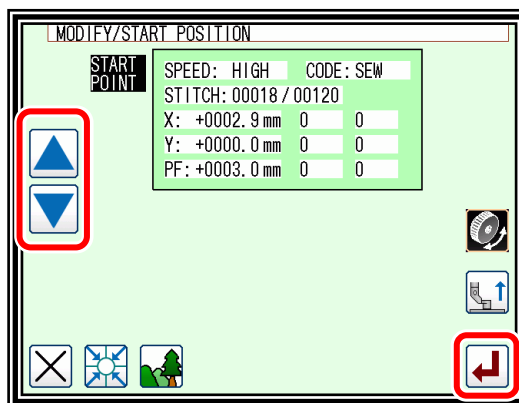 MODIFY/START POSITION
START
POINT
SPEED: HIGH CODE: SEW
STITCH: 00018 / 00120
X: +0002.9 mm 0 0
Y: +0000.0 mm 0 0
PF: +0003.0 mm 0 0